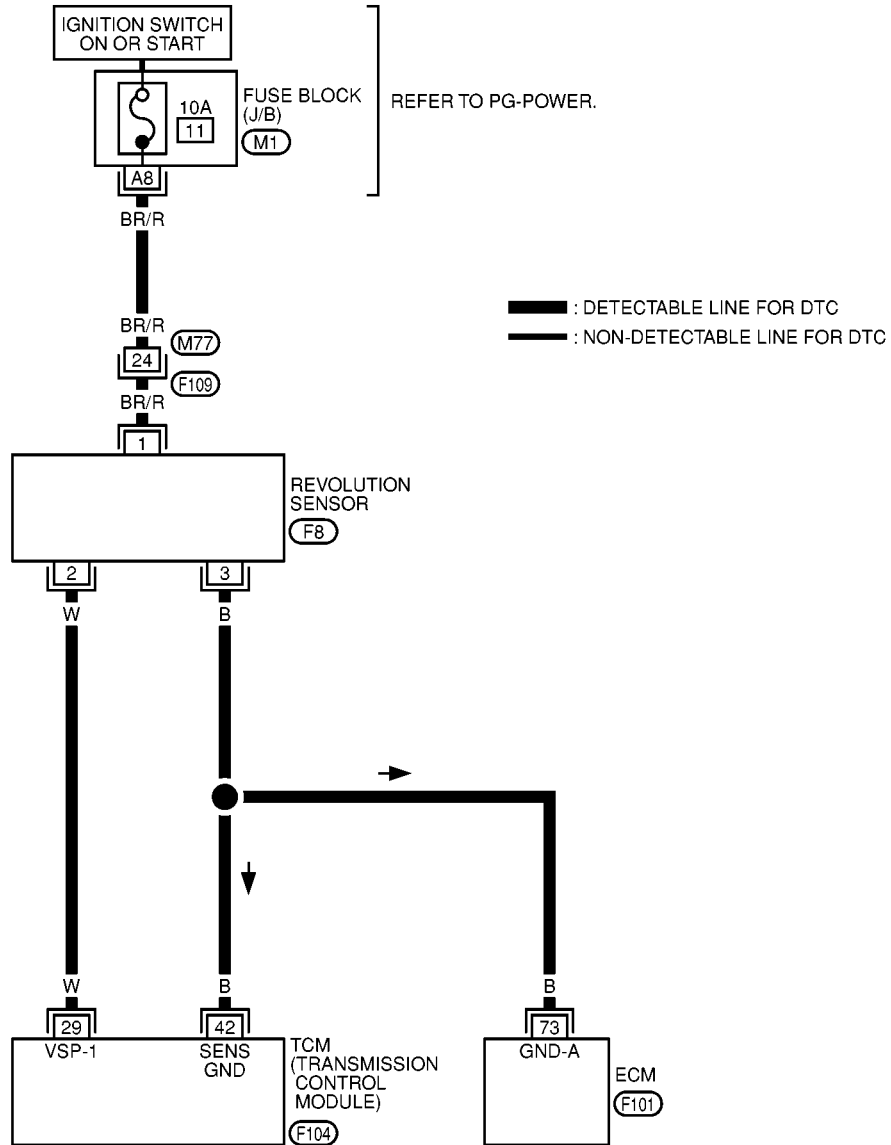 IGNITION SWITCH
ON OR START
FUSE BLOCK
(J/B)
M1
10A
11
REFER TO PG-POWER.
A8
BR/R
: DETECTABLE LINE FOR DTC
: NON-DETECTABLE LINE FOR DTC
BR/R
M77
24
F109
BR/R
1
REVOLUTION
SENSOR
F8
2
3
W
B
W
B
B
29
42
73
VSP-1
SENS
GND
GND-A
TCM
(TRANSMISSION
CONTROL
MODULE)
F104
ECM
F101